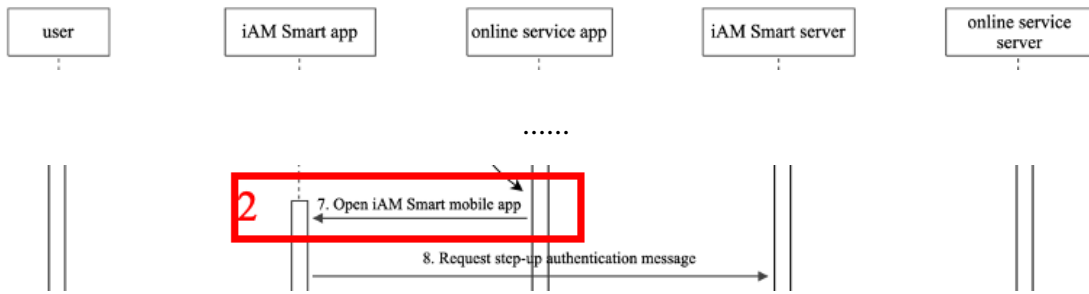 user
iAM Smart app
online service app
iAM Smart server
online service
server
......
2
7. Open iAM Smart mobile app
8. Request step-up authentication message